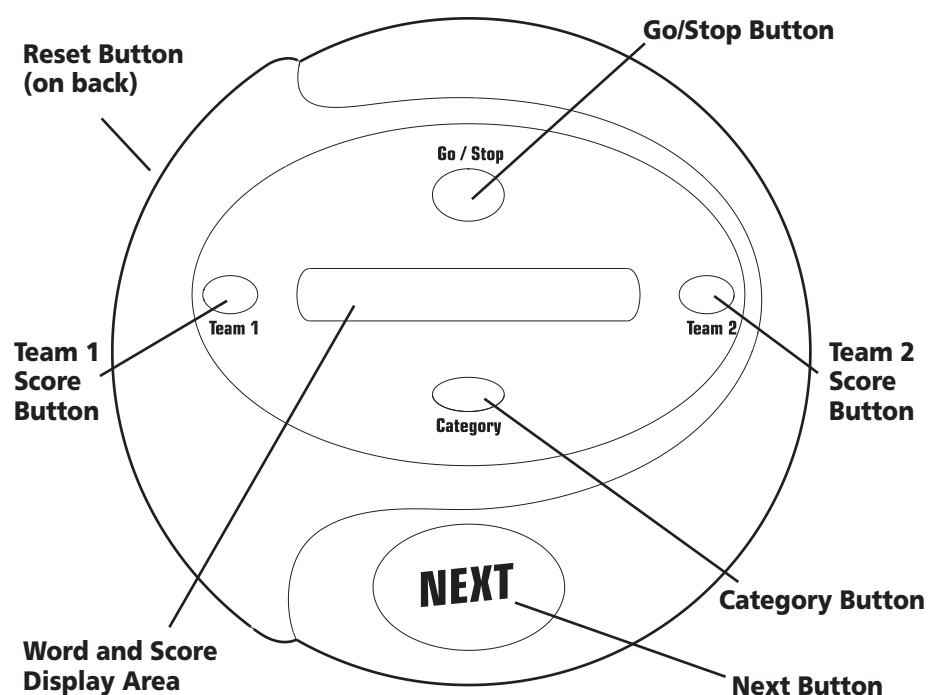 Go/Stop Button
Reset Button
(on back)
Go / Stop
Team 1
Team 2
Team 1
Score
Button
Team 2
Score
Button
Category
NEXT
Category Button
Word and Score
Display Area
Next Button